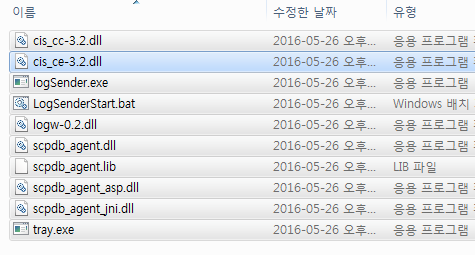 이름 수정한 날짜 유형
cis_cc-3.2.dll 2016-05-26 오후... 응용 프로그램
cis_ce-3.2.dll 2016-05-26 오후... 응용 프로그램
logSender.exe 2016-05-26 오후... 응용 프로그램
LogSenderStart.bat 2016-05-26 오후... Windows 배치
logw-0.2.dll 2016-05-26 오후... 응용 프로그램
scpdb_agent.dll 2016-05-26 오후... 응용 프로그램
scpdb_agent.lib 2016-05-26 오후... LIB 파일
scpdb_agent_asp.dll 2016-05-26 오후... 응용 프로그램
scpdb_agent_jni.dll 2016-05-26 오후... 응용 프로그램
tray.exe 2016-05-26 오후... 응용 프로그램